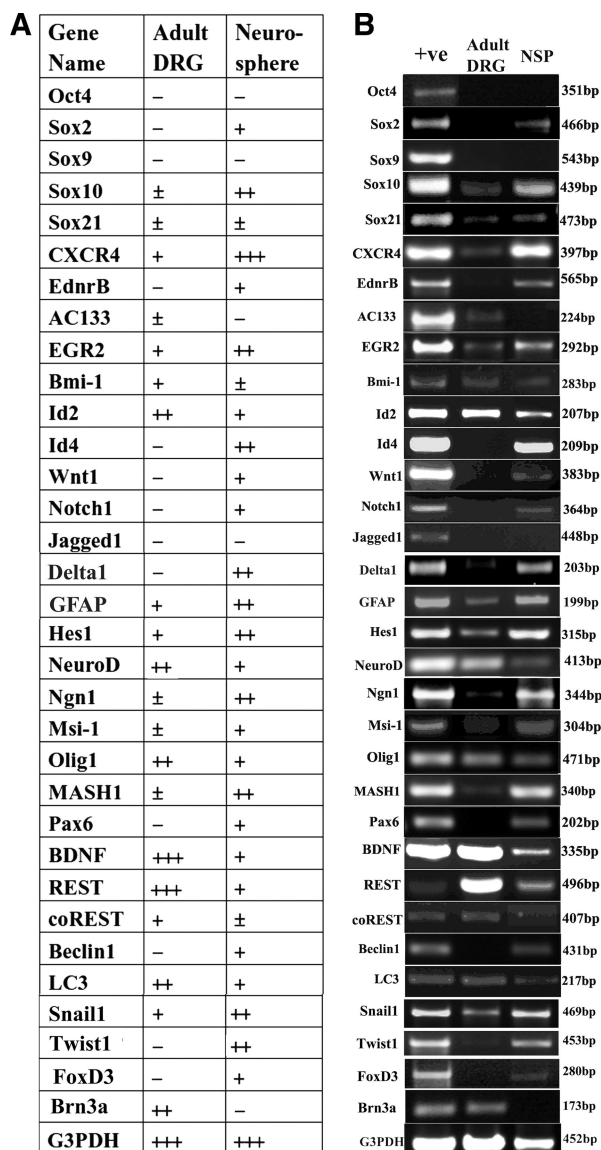 A
Gene Name | Adult DRG | Neuro-sphere
Oct4 – –
Sox2 – +
Sox9 – –
Sox10 ± ++
Sox21 ± ±
CXCR4 + +++
EdnrB – +
AC133 ± –
EGR2 + ++
Bmi-1 + ±
Id2 ++ +
Id4 – ++
Wnt1 – +
Notch1 – +
Jagged1 – –
Delta1 – ++
GFAP + ++
Hes1 + ++
NeuroD ++ +
Ngn1 ± ++
Msi-1 ± +
Olig1 ++ +
MASH1 ± ++
Pax6 – +
BDNF +++ +
REST +++ +
coREST + ±
Beclin1 – +
LC3 ++ +
Snail1 + ++
Twist1 – ++
FoxD3 – +
Brn3a ++ –
G3PDH +++ +++
B
+ve Adult DRG NSP
Oct4 351bp
Sox2 466bp
Sox9 543bp
Sox10 439bp
Sox21 473bp
CXCR4 397bp
EdnrB 565bp
AC133 224bp
EGR2 292bp
Bmi-1 283bp
Id2 207bp
Id4 209bp
Wnt1 383bp
Notch1 364bp
Jagged1 448bp
Delta1 203bp
GFAP 199bp
Hes1 315bp
NeuroD 413bp
Ngn1 344bp
Msi-1 304bp
Olig1 471bp
MASH1 340bp
Pax6 202bp
BDNF 335bp
REST 496bp
coREST 407bp
Beclin1 431bp
LC3 217bp
Snail1 469bp
Twist1 453bp
FoxD3 280bp
Brn3a 173bp
G3PDH 452bp